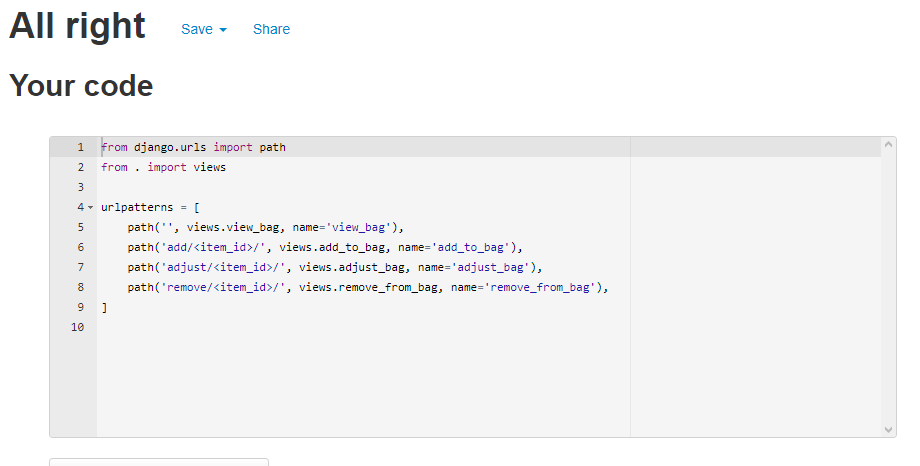 All right Save Share
Your code
1 from django.urls import path
2 from . import views
3
4 urlpatterns = [
5     path('', views.view_bag, name='view_bag'),
6     path('add/<item_id>/', views.add_to_bag, name='add_to_bag'),
7     path('adjust/<item_id>/', views.adjust_bag, name='adjust_bag'),
8     path('remove/<item_id>/', views.remove_from_bag, name='remove_from_bag'),
9 ]
10